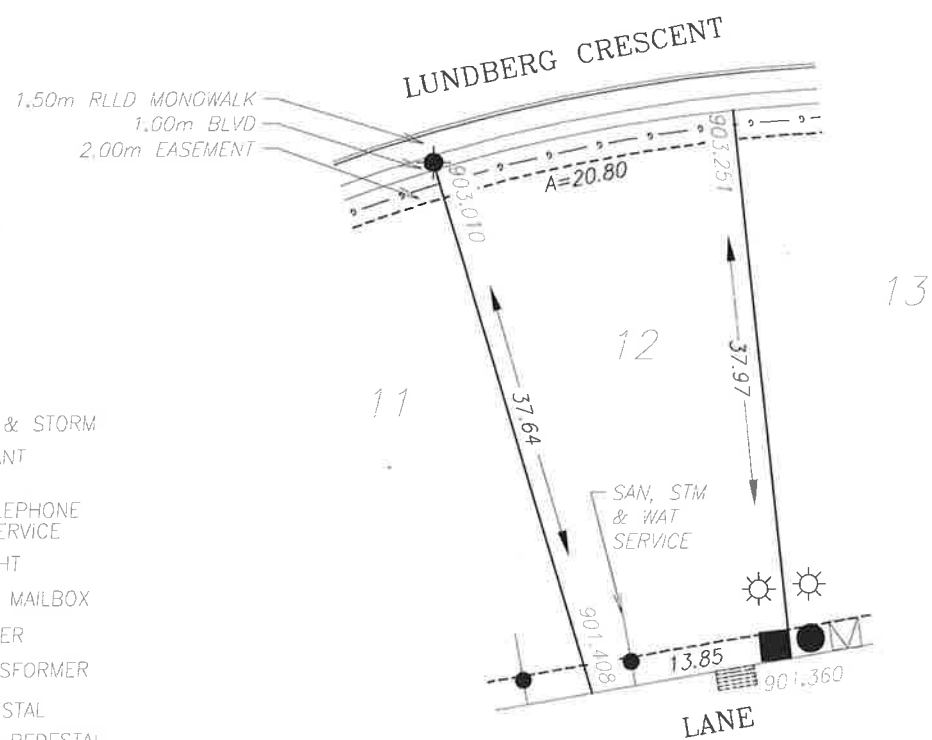 LUNDBERG CRESCENT
1.50m RLLD MONOWALK
1.00m BLVD
2.00m EASEMENT
903.010
A=20.80
903.251
11
12
13
37.64
37.97
& STORM
SAN, STM
& WAT
SERVICE
ERVICE
MAILBOX
901.408
13.85
901.360
LANE